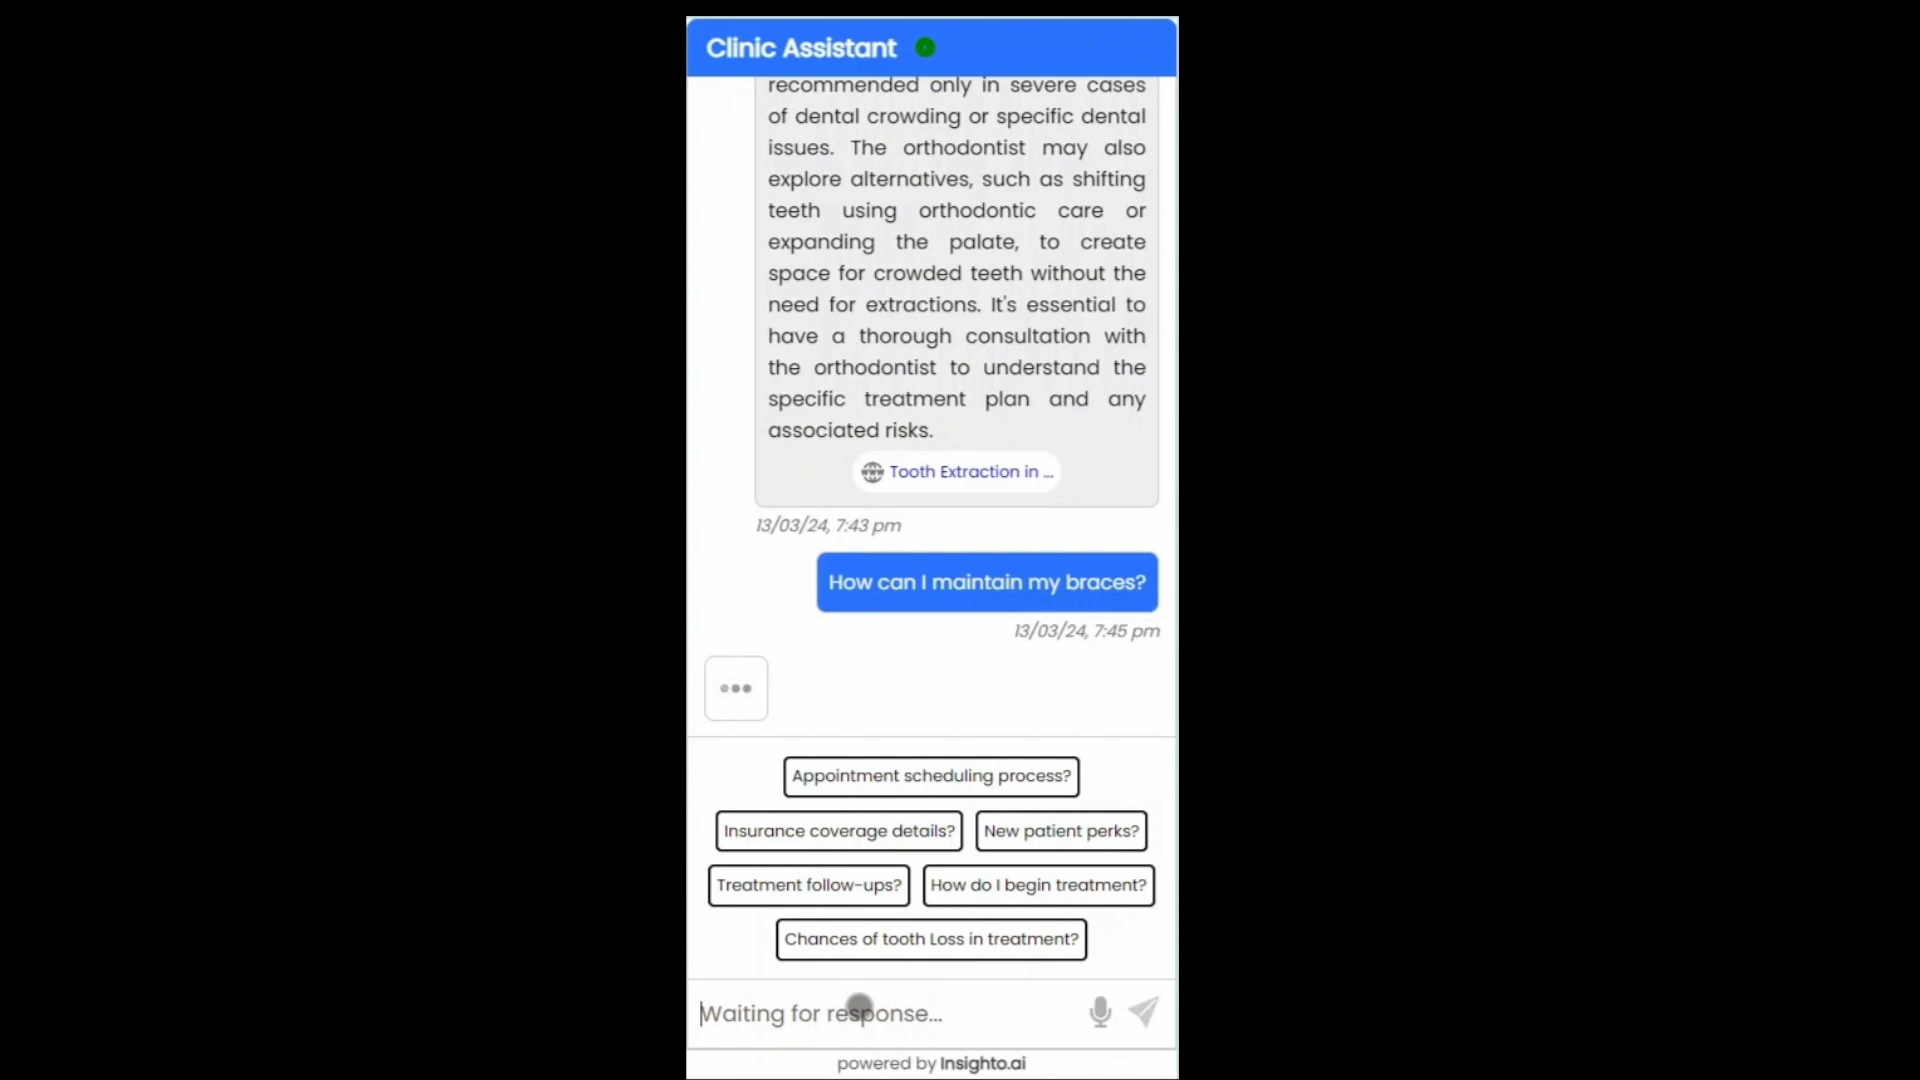 Clinic Assistant
recommended only in severe cases
of dental crowding or specific dental
issues. The orthodontist may also
explore alternatives, such as shifting
teeth using orthodontic care or
expanding the palate, to create
space for crowded teeth without the
need for extractions. It's essential to
have a thorough consultation with
the orthodontist to understand the
specific treatment plan and any
associated risks.
Tooth Extraction in ...
13/03/24, 7:43 pm
How can I maintain my braces?
13/03/24, 7:45 pm
Appointment scheduling process?
Insurance coverage details? New patient perks?
Treatment follow-ups? How do I begin treatment?
Chances of tooth Loss in treatment?
Waiting for response...
powered by Insighto.ai